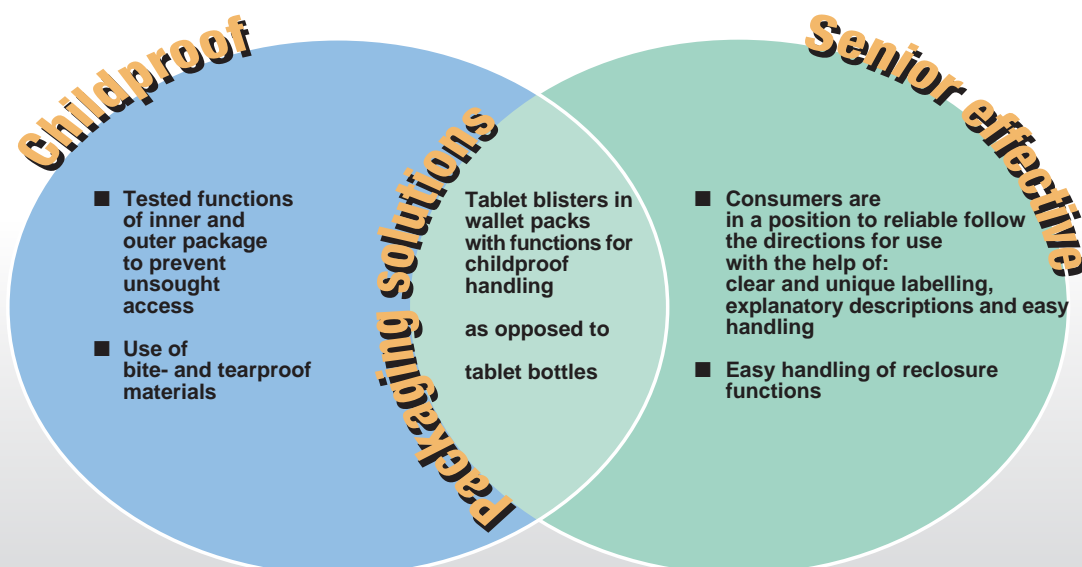 Childproof
Senior effective
Packaging solutions
■ Tested functions
of inner and
outer package
to prevent
unsought
access
■ Use of
bite- and tearproof
materials
Tablet blisters in
wallet packs
with functions for
childproof
handling
as opposed to
tablet bottles
■ Consumers are
in a position to reliable follow
the directions for use
with the help of:
clear and unique labelling,
explanatory descriptions and easy
handling
■ Easy handling of reclosure
functions